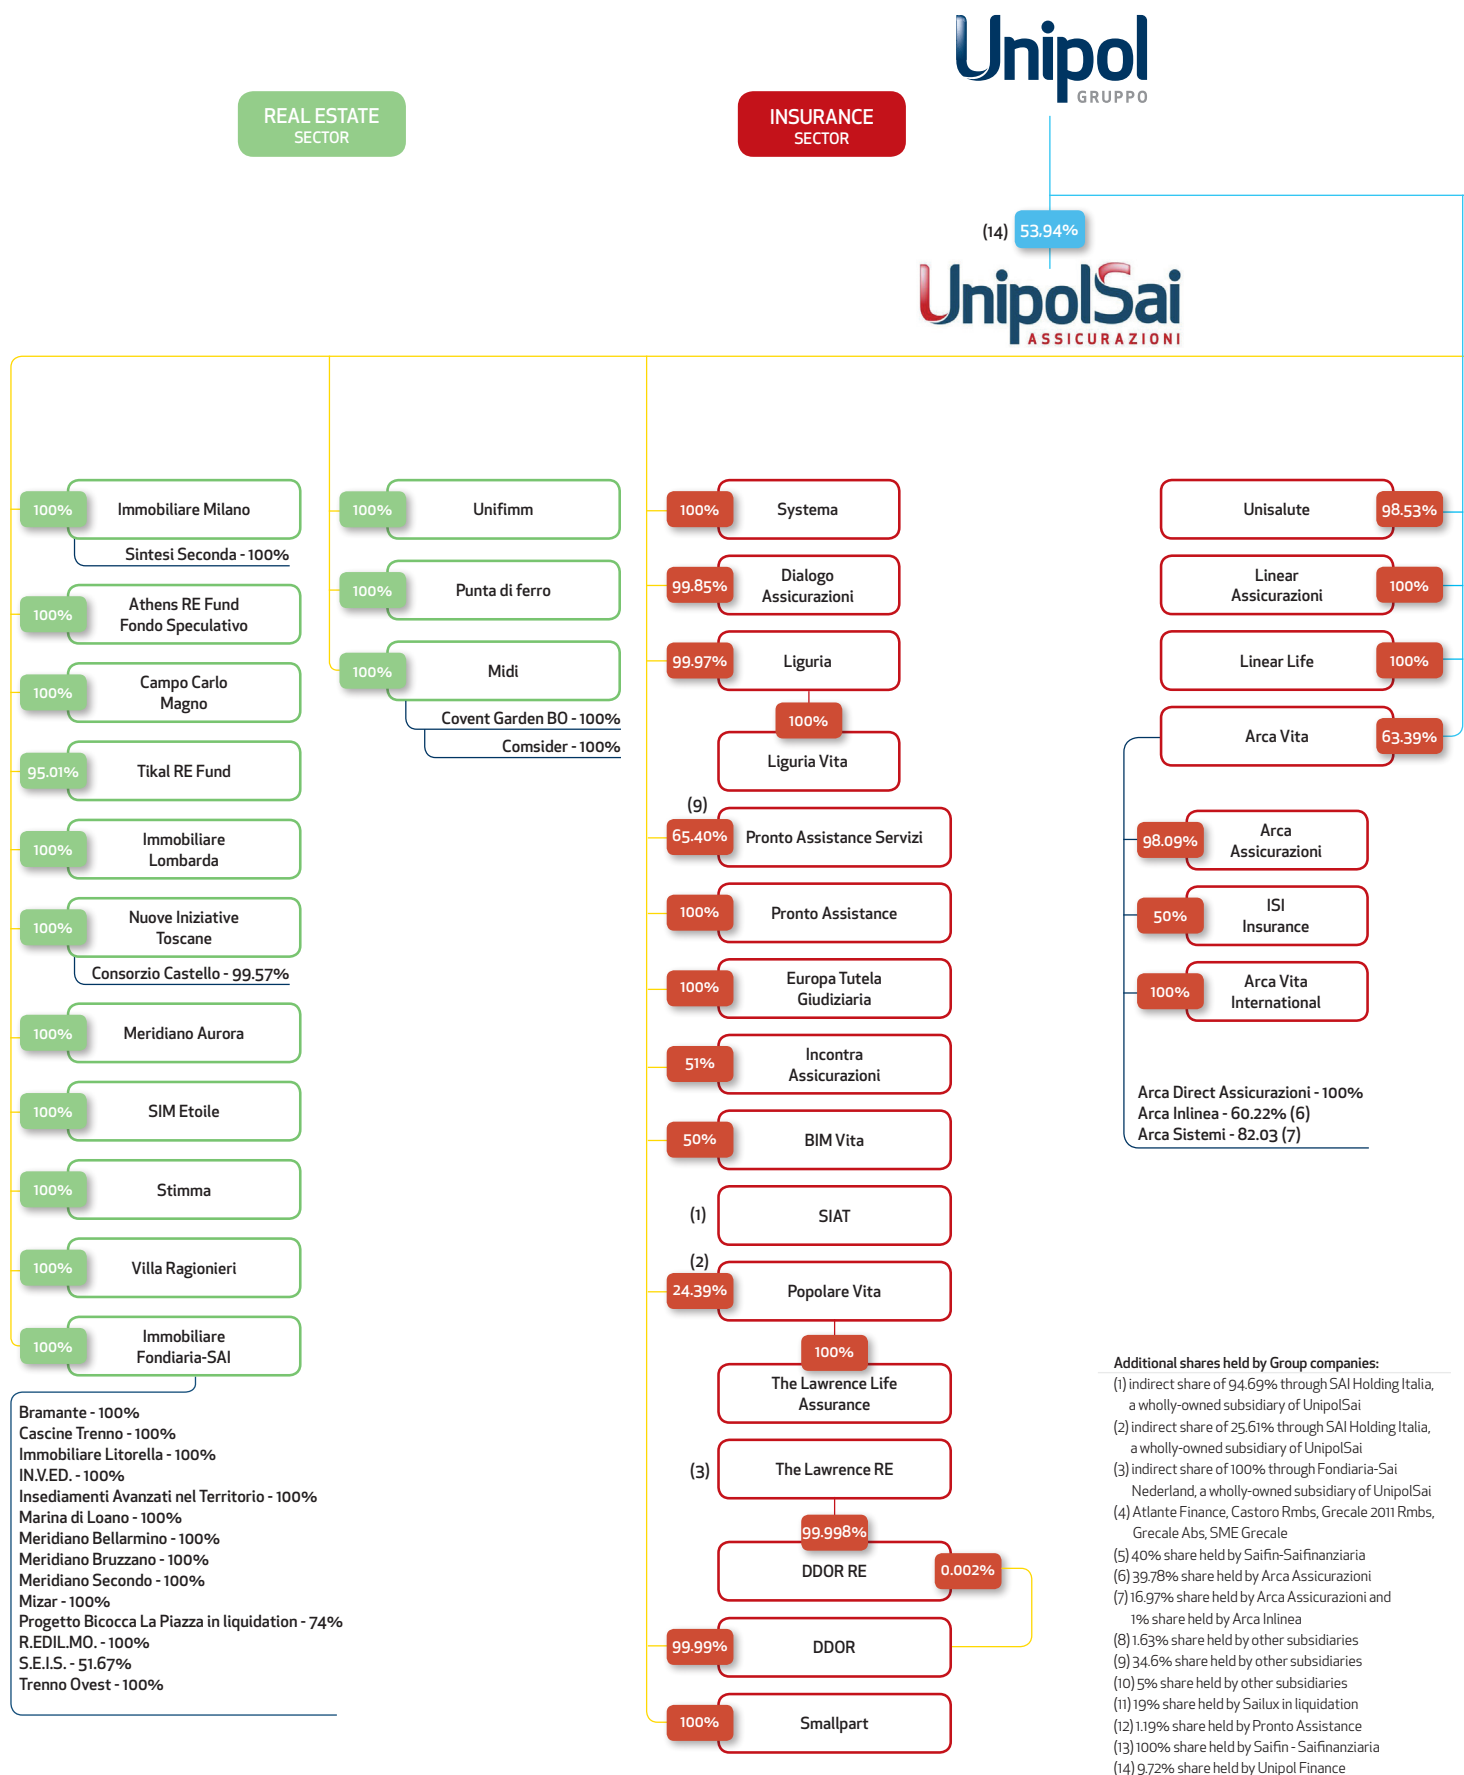 Unipol
GRUPPO
REAL ESTATE
SECTOR
INSURANCE
SECTOR
(14)
53,94%
UnipolSai
ASSICURAZIONI
100%
Immobiliare Milano
Sintesi Seconda - 100%
100%
Athens RE Fund
Fondo Speculativo
100%
Campo Carlo
Magno
95.01%
Tikal RE Fund
100%
Immobiliare
Lombarda
100%
Nuove Iniziative
Toscane
Consorzio Castello - 99.57%
100%
Meridiano Aurora
100%
SIM Etoile
100%
Stimma
100%
Villa Ragionieri
100%
Immobiliare
Fondiaria-SAI
Bramante - 100%
Cascine Trenno - 100%
Immobiliare Litorella - 100%
IN.V.ED. - 100%
Insediamenti Avanzati nel Territorio - 100%
Marina di Loano - 100%
Meridiano Bellarmino - 100%
Meridiano Bruzzano - 100%
Meridiano Secondo - 100%
Mizar - 100%
Progetto Bicocca La Piazza in liquidation - 74%
R.EDIL.MO. - 100%
S.E.I.S. - 51.67%
Trenno Ovest - 100%
100%
Unifimm
100%
Punta di ferro
100%
Midi
Covent Garden BO - 100%
Comsider - 100%
100%
Systema
99.85%
Dialogo
Assicurazioni
99.97%
Liguria
100%
Liguria Vita
(9)
65.40%
Pronto Assistance Servizi
100%
Pronto Assistance
100%
Europa Tutela
Giudiziaria
51%
Incontra
Assicurazioni
50%
BIM Vita
(1)
SIAT
(2)
24.39%
Popolare Vita
100%
The Lawrence Life
Assurance
(3)
The Lawrence RE
99.998%
DDOR RE
0.002%
99.99%
DDOR
100%
Smallpart
Unisalute
98.53%
Linear
Assicurazioni
100%
Linear Life
100%
Arca Vita
63.39%
98.09%
Arca
Assicurazioni
50%
ISI
Insurance
100%
Arca Vita
International
Arca Direct Assicurazioni - 100%
Arca Inlinea - 60.22% (6)
Arca Sistemi - 82.03 (7)
Additional shares held by Group companies:
(1) indirect share of 94.69% through SAI Holding Italia,
a wholly-owned subsidiary of UnipolSai
(2) indirect share of 25.61% through SAI Holding Italia,
a wholly-owned subsidiary of UnipolSai
(3) indirect share of 100% through Fondiaria-Sai
Nederland, a wholly-owned subsidiary of UnipolSai
(4) Atlante Finance, Castoro Rmbs, Grecale 2011 Rmbs,
Grecale Abs, SME Grecale
(5) 40% share held by Saifin-Saifinanziaria
(6) 39.78% share held by Arca Assicurazioni
(7) 16.97% share held by Arca Assicurazioni and
1% share held by Arca Inlinea
(8) 1.63% share held by other subsidiaries
(9) 34.6% share held by other subsidiaries
(10) 5% share held by other subsidiaries
(11) 19% share held by Sailux in liquidation
(12) 1.19% share held by Pronto Assistance
(13) 100% share held by Saifin - Saifinanziaria
(14) 9.72% share held by Unipol Finance